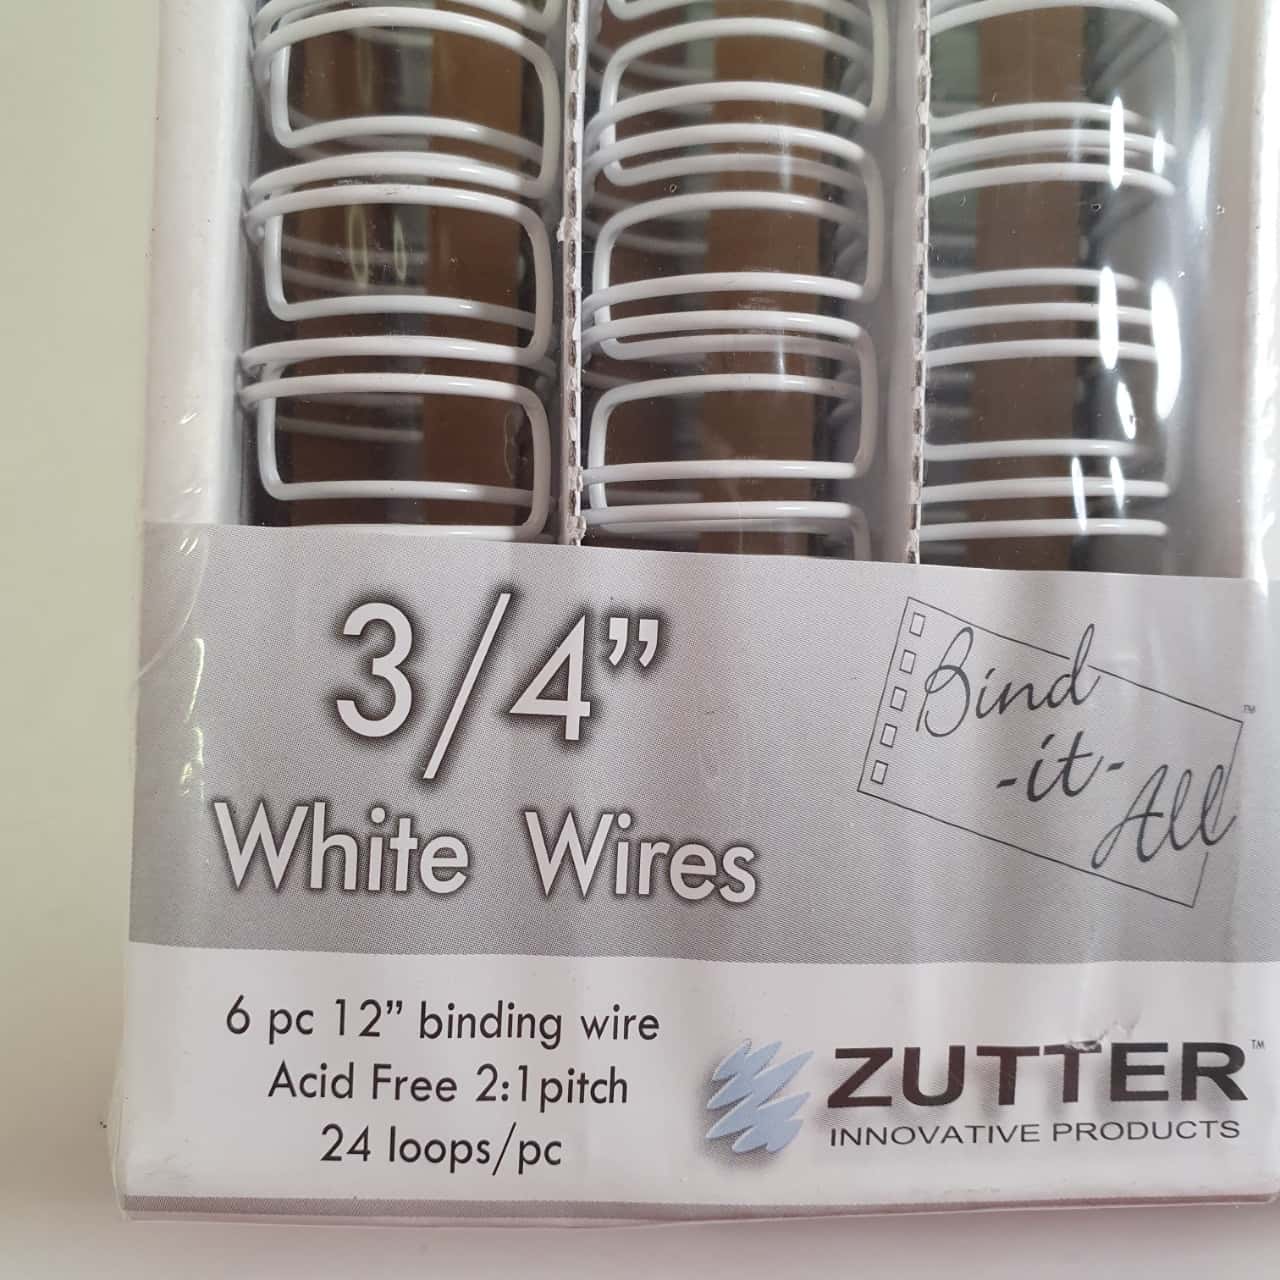 3/4”
White Wires
Bind
-it-
All
TM
6 pc 12” binding wire
Acid Free 2:1pitch
24 loops/pc
ZUTTER™
INNOVATIVE PRODUCTS